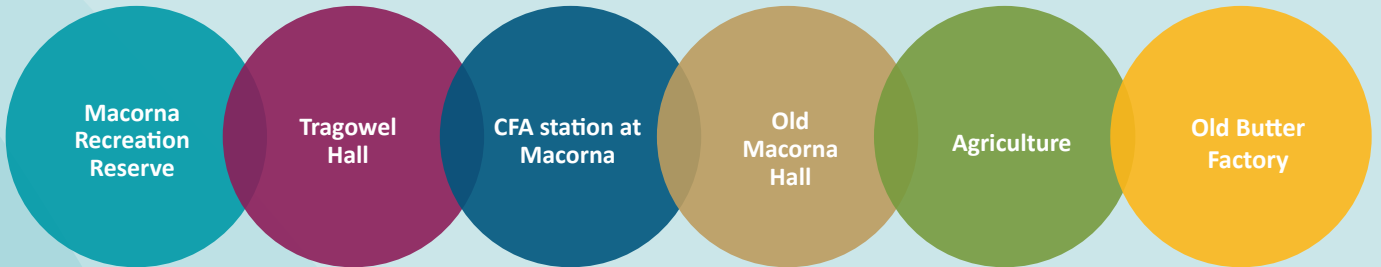 Macorna
Recreation
Reserve
Tragowel
Hall
CFA station at
Macorna
Old
Macorna
Hall
Agriculture
Old Butter
Factory